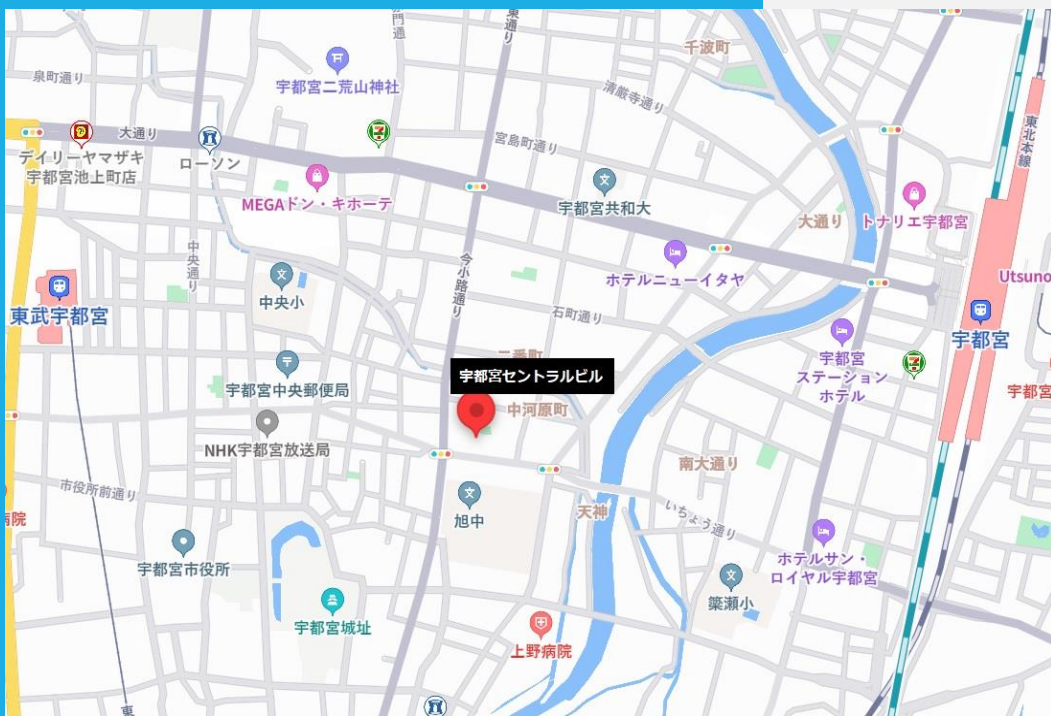 千波町
泉町通り
宇都宮二荒山神社
清厳寺通り
東北本線
大通り
デイリーヤマザキ
宇都宮池上町店
ローソン
宮島町通り
MEGAドン・キホーテ
宇都宮共和大
大通り
トナリエ宇都宮
中央通り
今小路通り
ホテルニューイタヤ
Utsuno
中央小
東武宇都宮
石町通り
宇都宮
二番町
宇都宮
ステーション
ホテル
宇都宮セントラルビル
宇都宮中央郵便局
宇都宮
中河原町
NHK宇都宮放送局
南大通り
市役所前通り
病院
旭中
天神
いちょう通り
宇都宮市役所
ホテルサン・
ロイヤル宇都宮
簗瀬小
宇都宮城址
上野病院
東